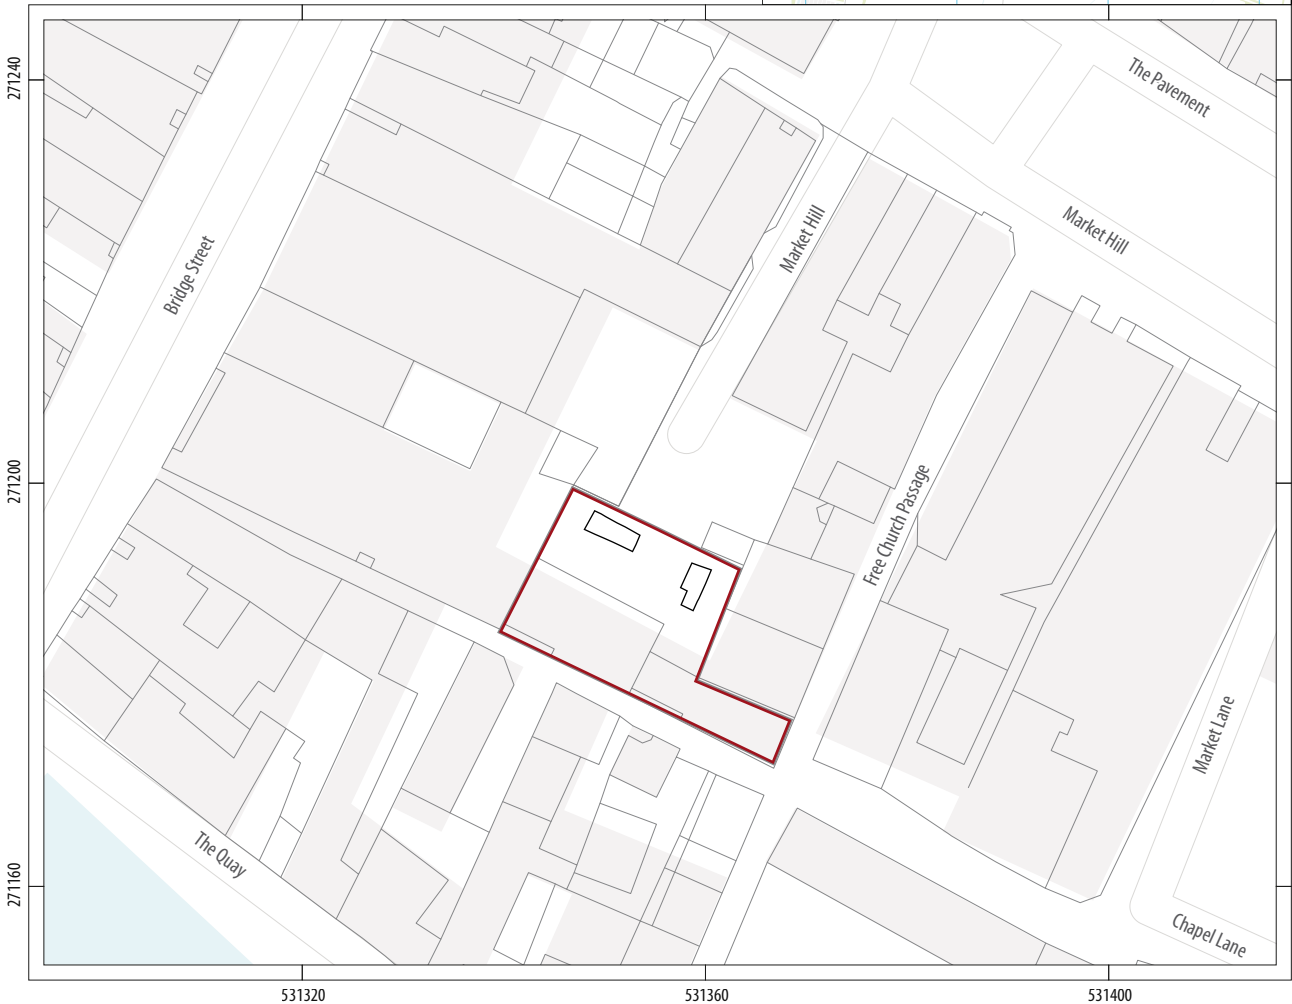 271240
271200
271160
The Pavement
Market Hill
Market Hill
Bridge Street
Free Church Passage
Market Lane
The Quay
Chapel Lane
531320
531360
531400